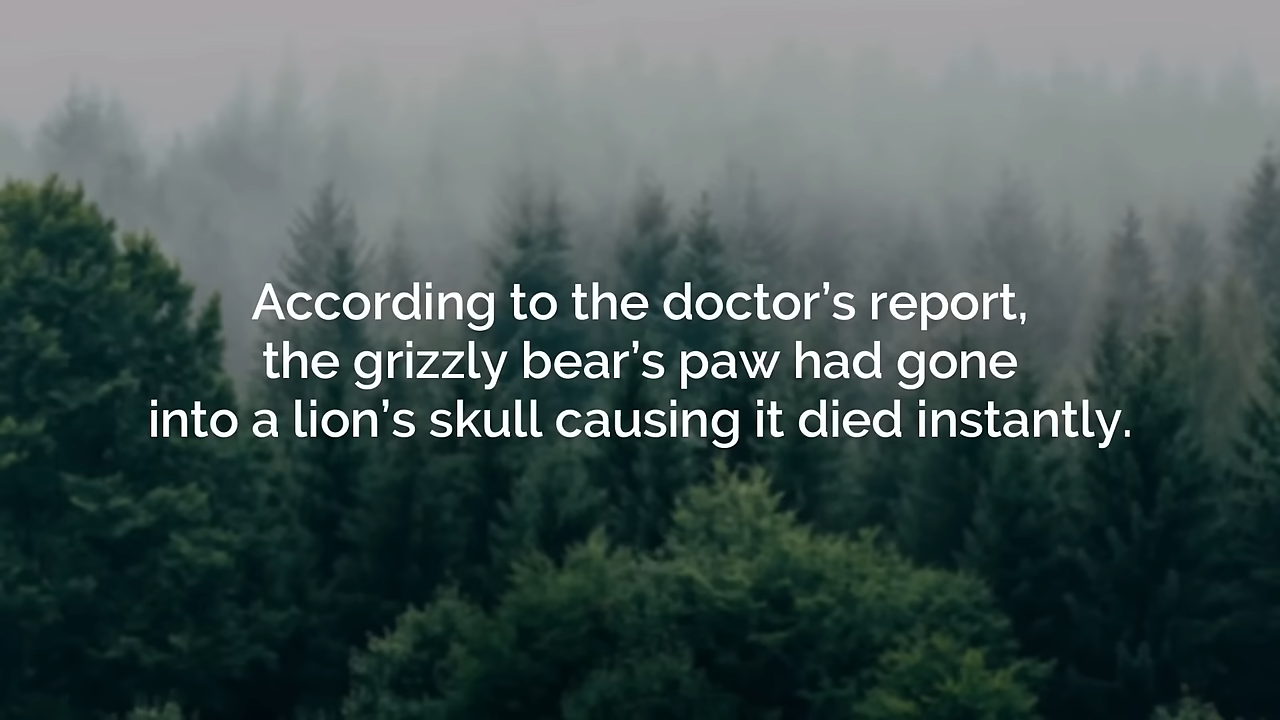 According to the doctor’s report,
the grizzly bear’s paw had gone
into a lion’s skull causing it died instantly.